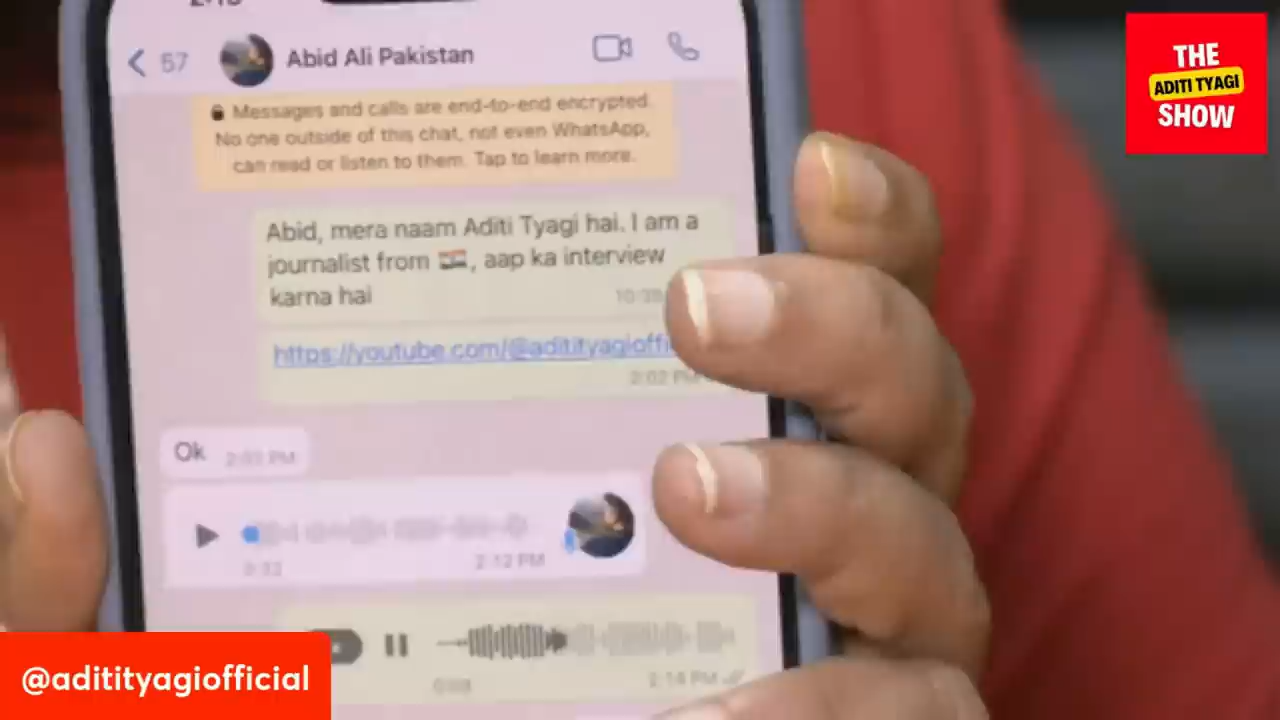 57
Abid Ali Pakistan
Messages and calls are end-to-end encrypted.
No one outside of this chat, not even WhatsApp,
can read or listen to them. Tap to learn more.
Abid, mera naam Aditi Tyagi hai. I am a
journalist from 🇮🇳, aap ka interview
karna hai
https://youtube.com/@aditityagioffi
2:02 PM
Ok
2:12 PM
2:14 PM
THE
ADITI TYAGI
SHOW
@aditityagiofficial